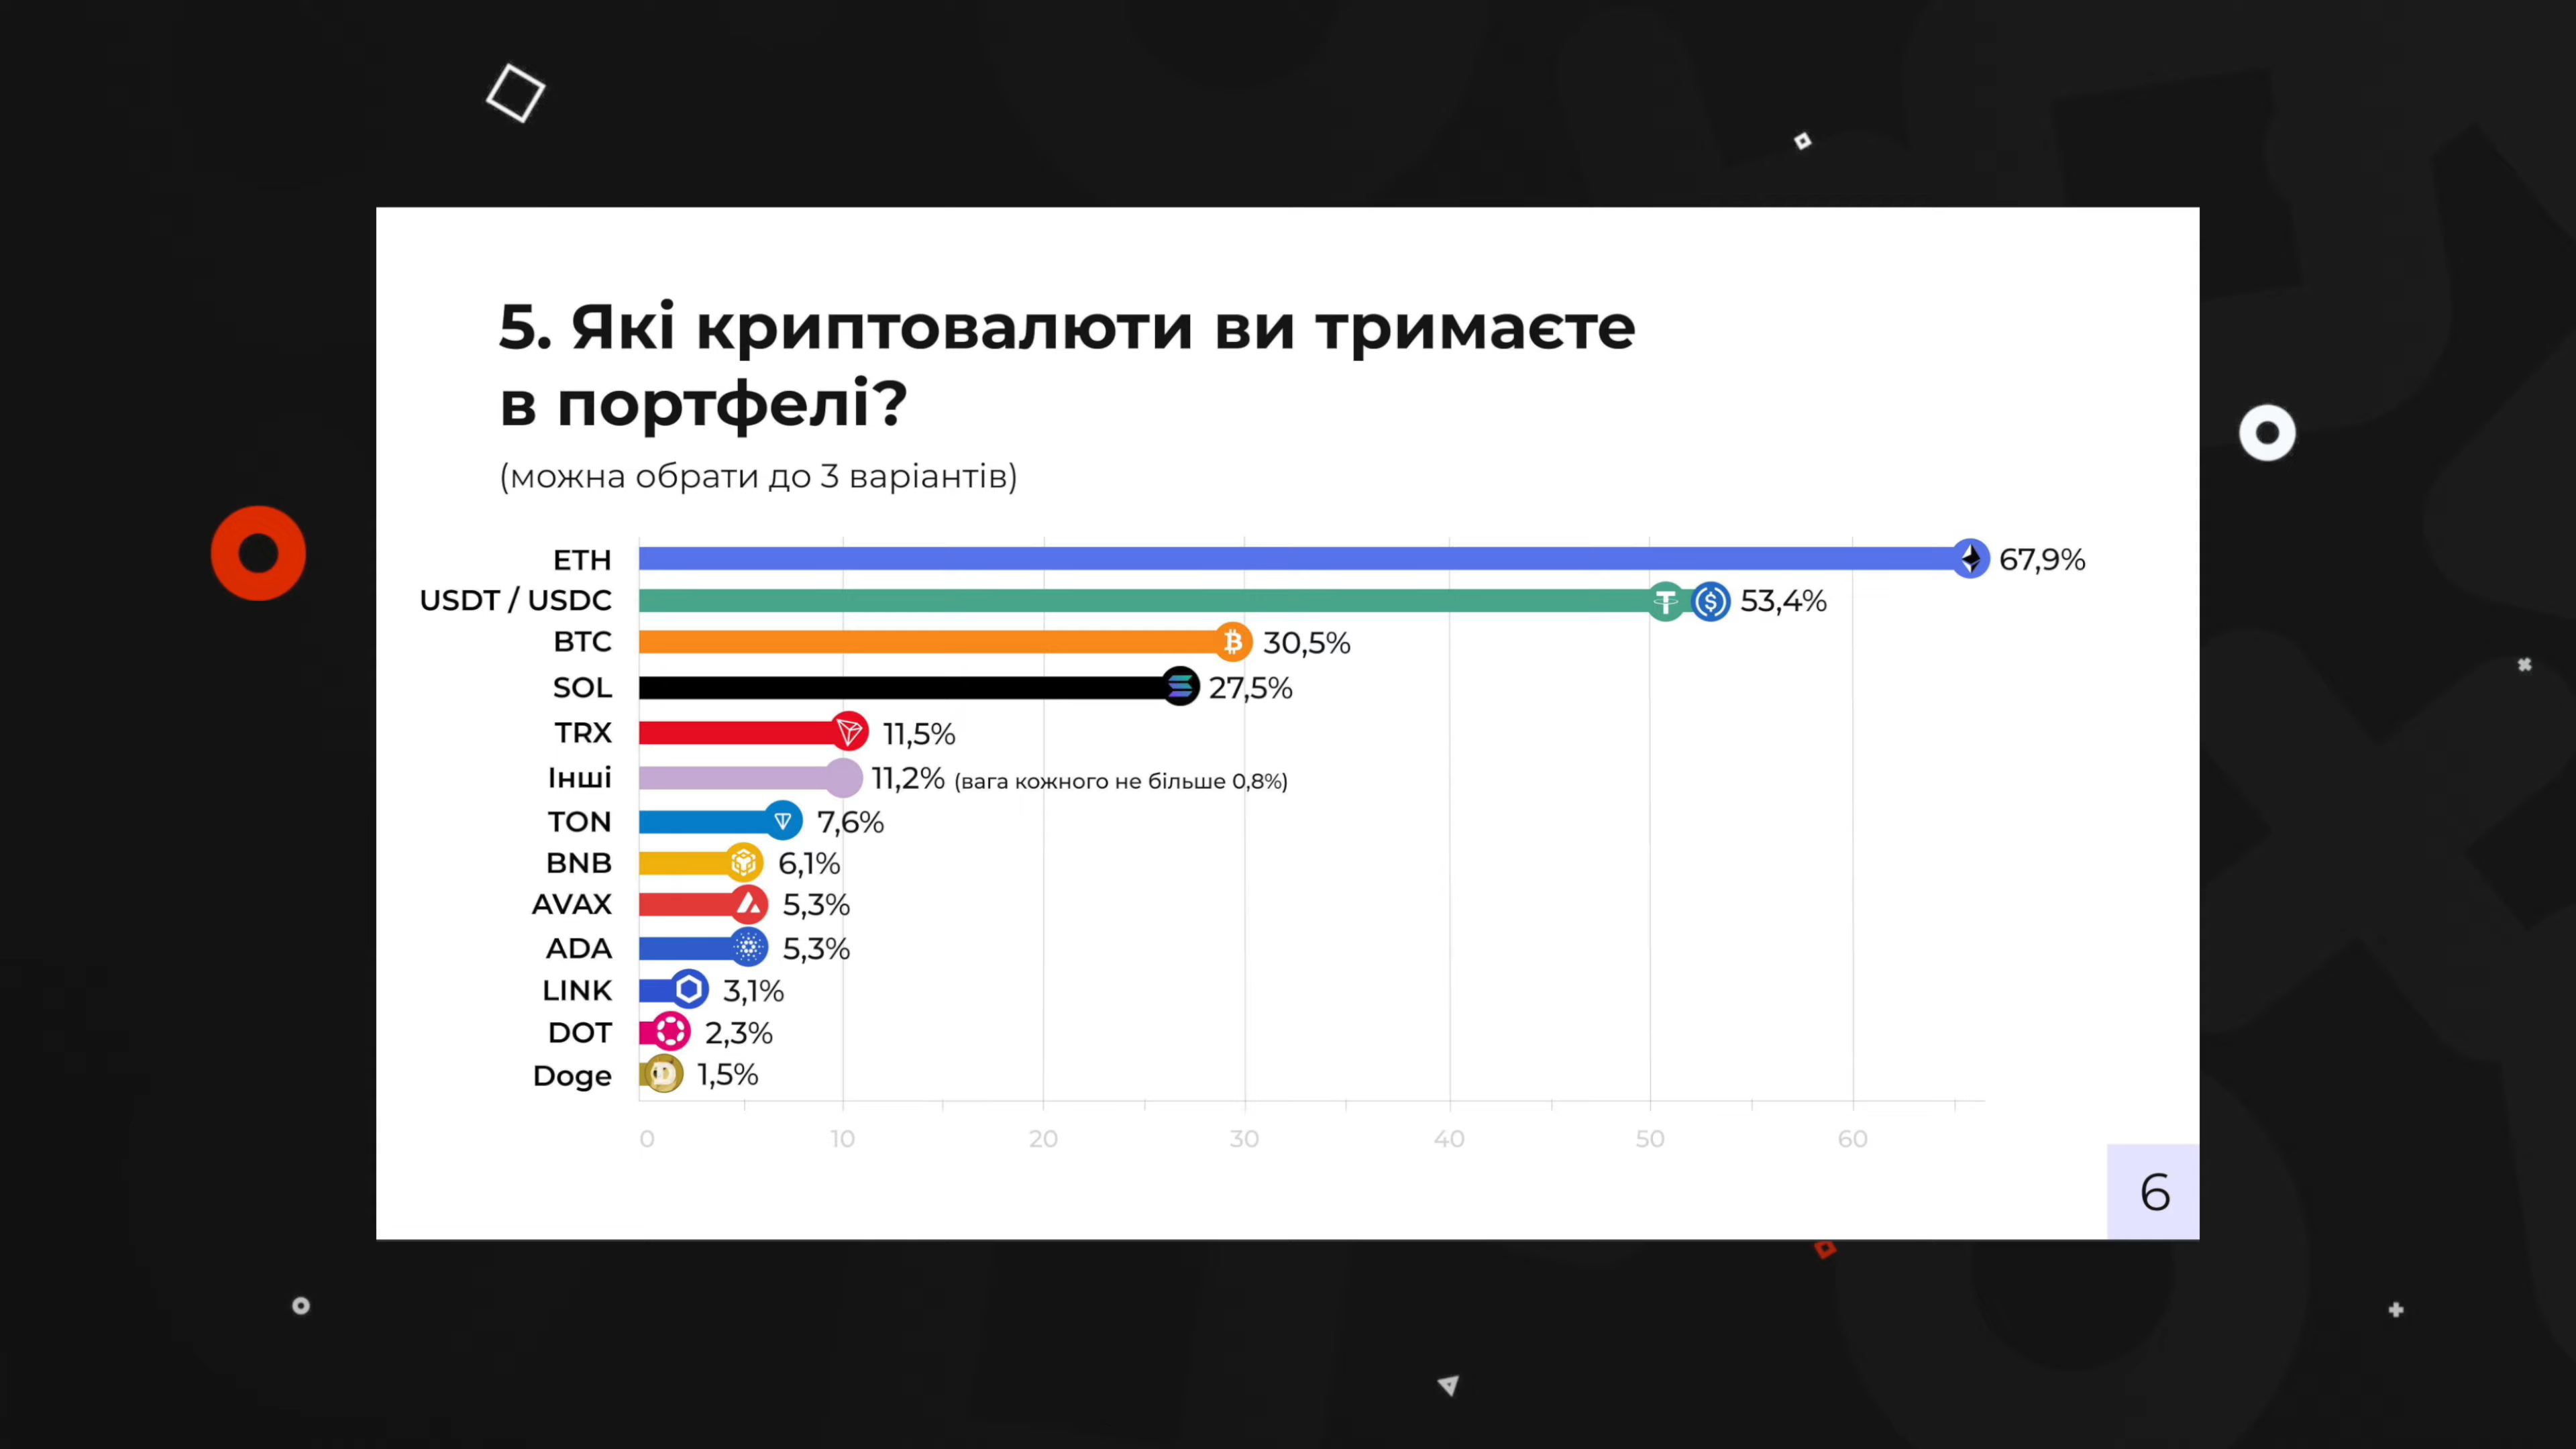 5. Які криптовалюти ви тримаєте
в портфелі?
(можна обрати до 3 варіантів)
ETH 67,9%
USDT / USDC 53,4%
BTC 30,5%
SOL 27,5%
TRX 11,5%
Інші 11,2% (вага кожного не більше 0,8%)
TON 7,6%
BNB 6,1%
AVAX 5,3%
ADA 5,3%
LINK 3,1%
DOT 2,3%
Doge 1,5%
0 10 20 30 40 50 60
6